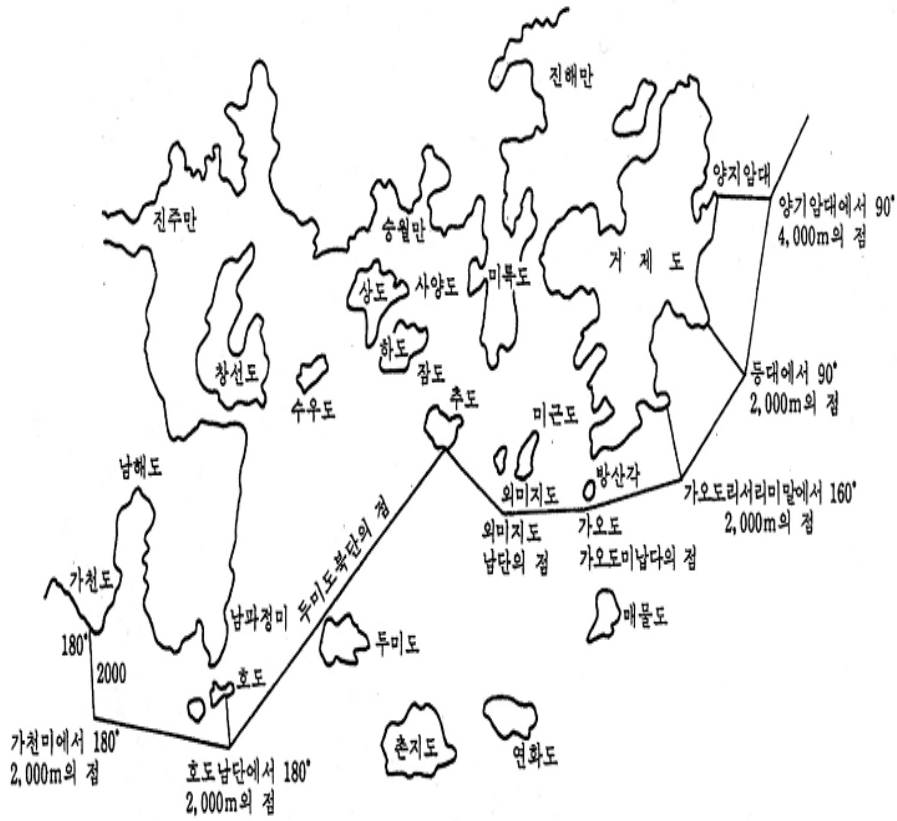 진해만
양지암대
양기암대에서 90°
4,000m의 점
진주만
승월만
거 제 도
상도
사양도
미륵도
하도
잠도
창선도
수우도
등대에서 90°
2,000m의 점
추도
미근도
남해도
방산각
외미지도
가오도리서리미말에서 160°
2,000m의 점
외미지도
남단의 점
가오도
가오도미납다의 점
두미도북단의 점
가천도
남파정미
180°
2000
두미도
매물도
호도
가천미에서 180°
2,000m의 점
호도남단에서 180°
2,000m의 점
촌지도
연화도